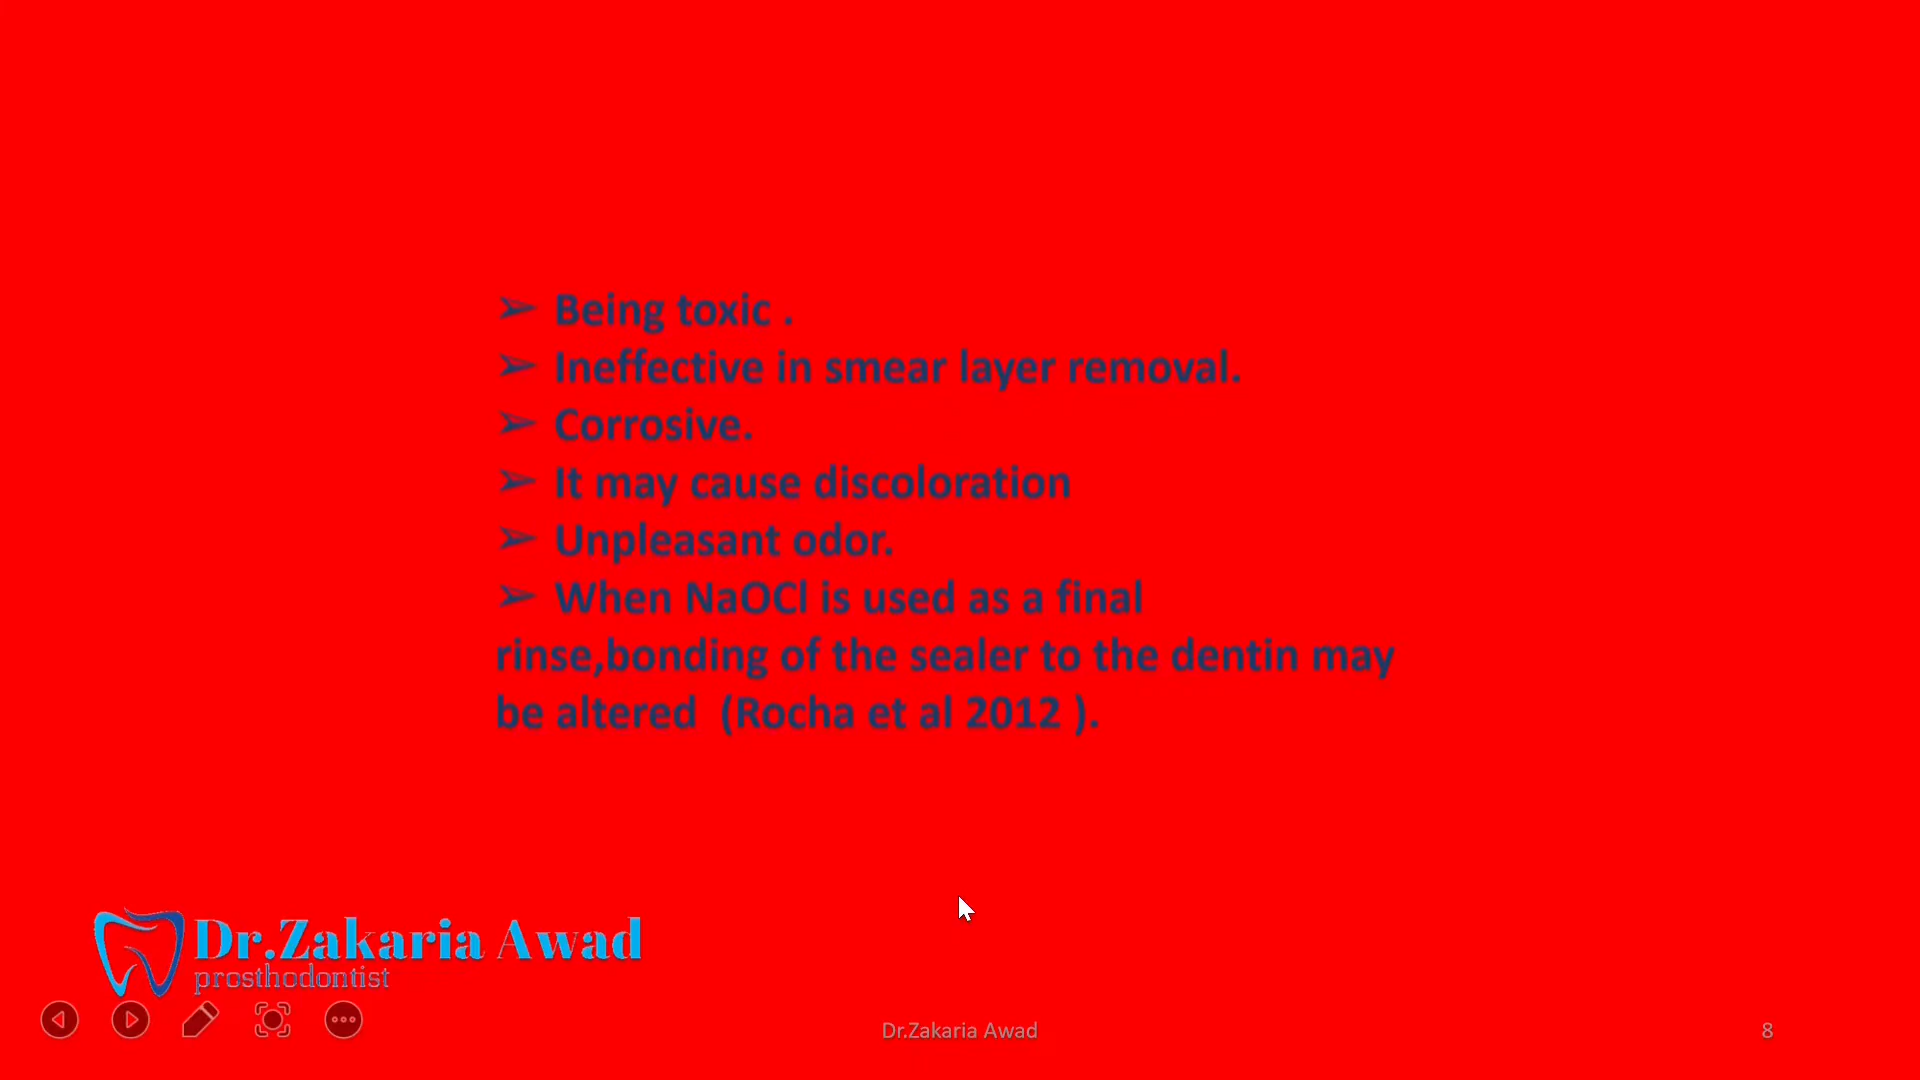 ➢ Being toxic .
➢ Ineffective in smear layer removal.
➢ Corrosive.
➢ It may cause discoloration
➢ Unpleasant odor.
➢ When NaOCl is used as a final
rinse,bonding of the sealer to the dentin may
be altered  (Rocha et al 2012 ).
Dr.Zakaria Awad
prosthodontist
Dr.Zakaria Awad
8